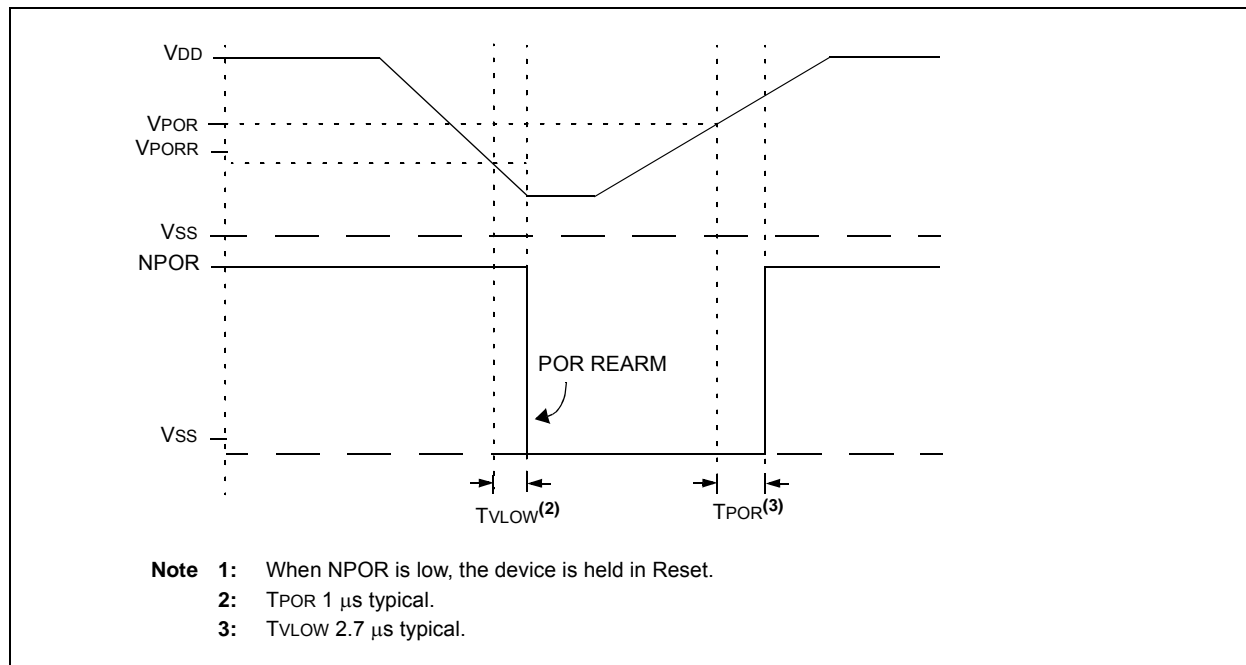 VDD
VPOR
VPORR
VSS
NPOR
POR REARM
VSS
TVLOW(2) TPOR(3)
Note 1: When NPOR is low, the device is held in Reset.
2: TPOR 1 μs typical.
3: TVLOW 2.7 μs typical.